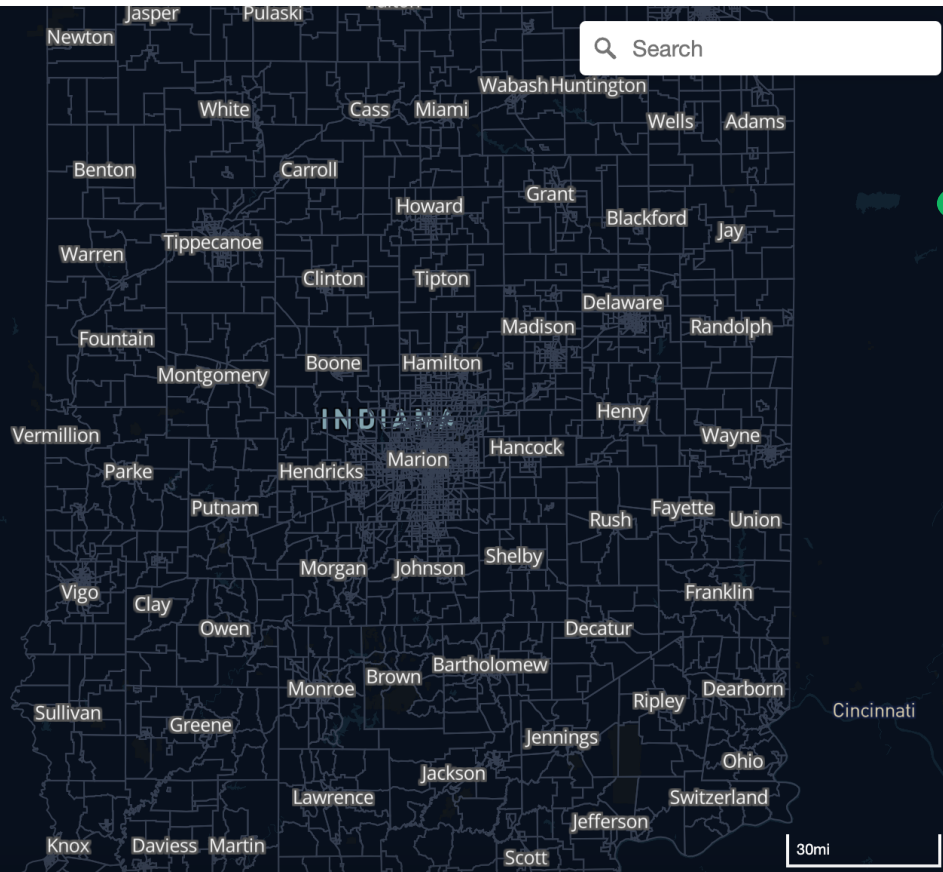 Jasper
Pulaski
Newton
Search
Wabash
Huntington
White
Cass
Miami
Wells
Adams
Benton
Carroll
Grant
Howard
Blackford
Jay
Tippecanoe
Warren
Clinton
Tipton
Delaware
Madison
Randolph
Fountain
Boone
Hamilton
Montgomery
INDIANA
Henry
Vermillion
Wayne
Hancock
Marion
Parke
Hendricks
Putnam
Fayette
Rush
Union
Shelby
Morgan
Johnson
Vigo
Franklin
Clay
Owen
Decatur
Bartholomew
Brown
Monroe
Dearborn
Ripley
Sullivan
Cincinnati
Greene
Jennings
Ohio
Jackson
Lawrence
Switzerland
Jefferson
Knox
Daviess
Martin
30mi
Scott